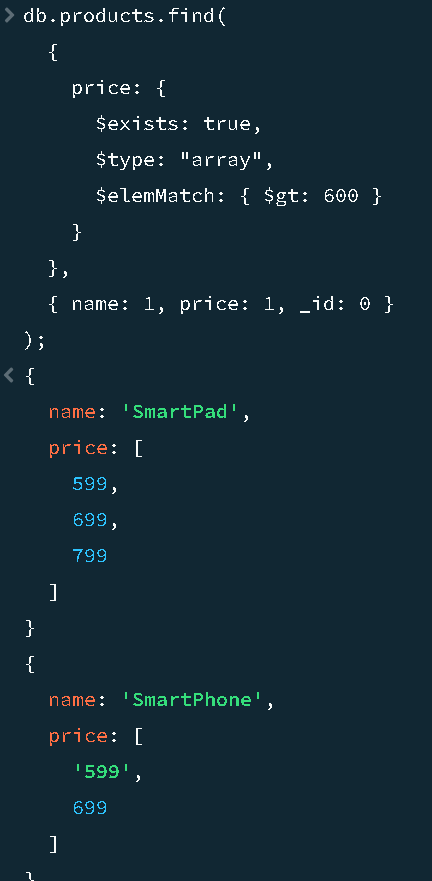 > db.products.find(
{
price: {
$exists: true,
$type: "array",
$elemMatch: { $gt: 600 }
}
},
{ name: 1, price: 1, _id: 0 }
);
< {
name: 'SmartPad',
price: [
599,
699,
799
]
}
{
name: 'SmartPhone',
price: [
'599',
699
]
}